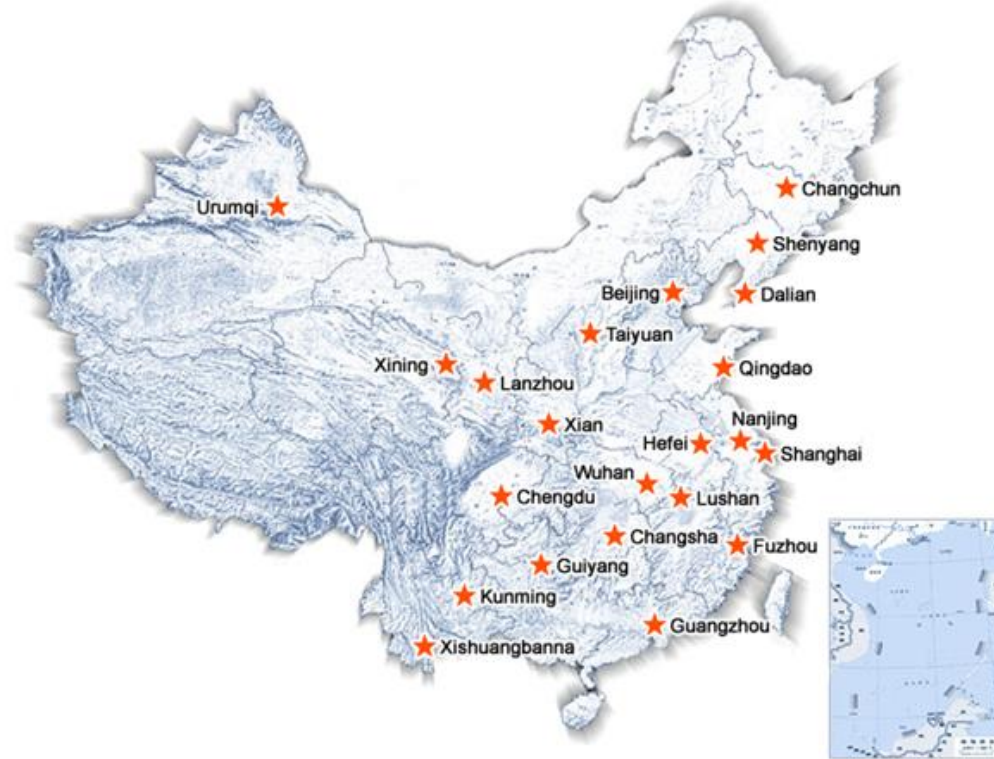 Changchun
Urumqi
Shenyang
Beijing
Dalian
Taiyuan
Xining
Qingdao
Lanzhou
Xian
Nanjing
Hefei
Shanghai
Wuhan
Chengdu
Lushan
Changsha
Fuzhou
Guiyang
Kunming
Guangzhou
Xishuangbanna